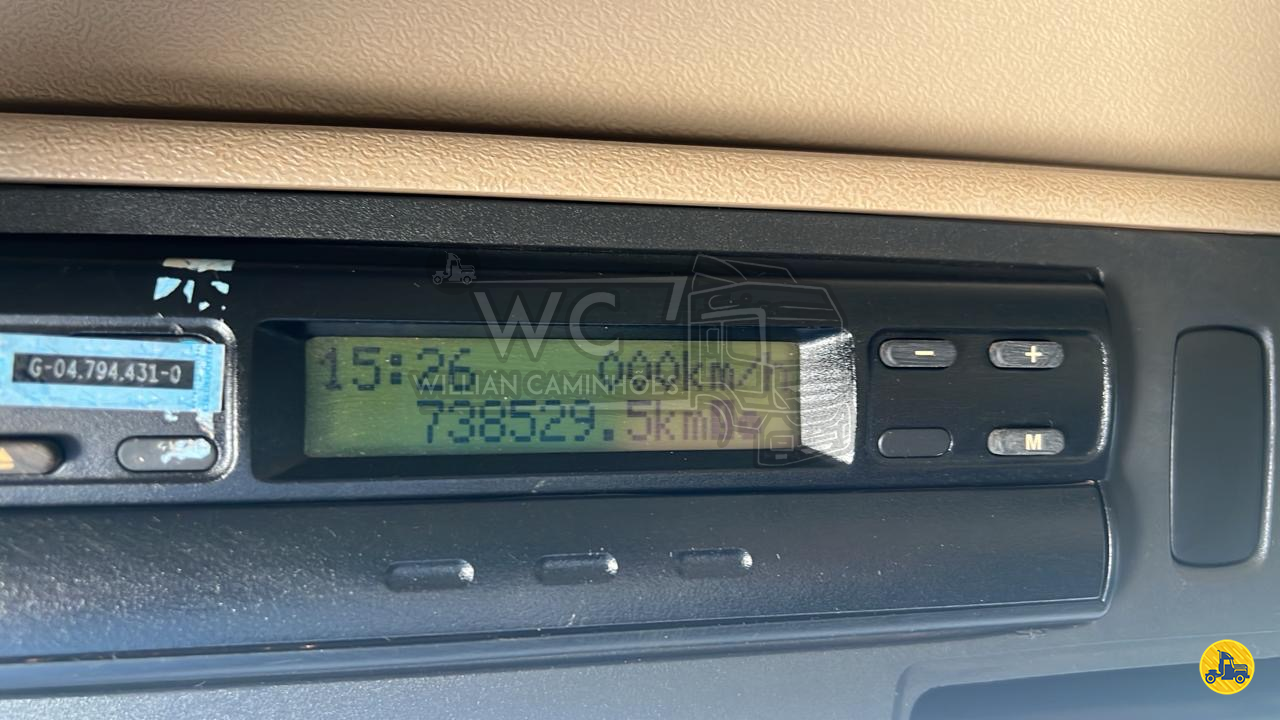 WC
15:26 000km/h
WILLIAN CAMINHÕES
738529.5km
G-04.794.431-0
- +
M